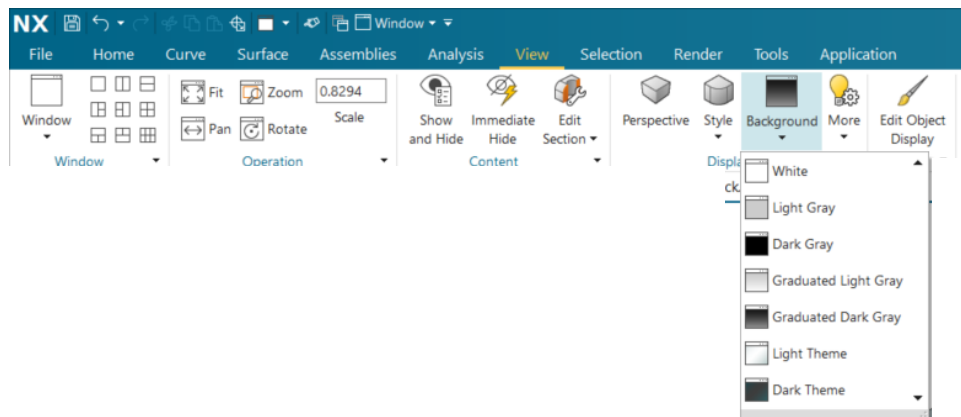 NX Window
File Home Curve Surface Assemblies Analysis View Selection Render Tools Application
Fit Zoom 0.8294
Window Pan Rotate Scale Show and Hide Immediate Hide Edit Section Perspective Style Background More Edit Object Display
Window Operation Content Displa
ck
White
Light Gray
Dark Gray
Graduated Light Gray
Graduated Dark Gray
Light Theme
Dark Theme